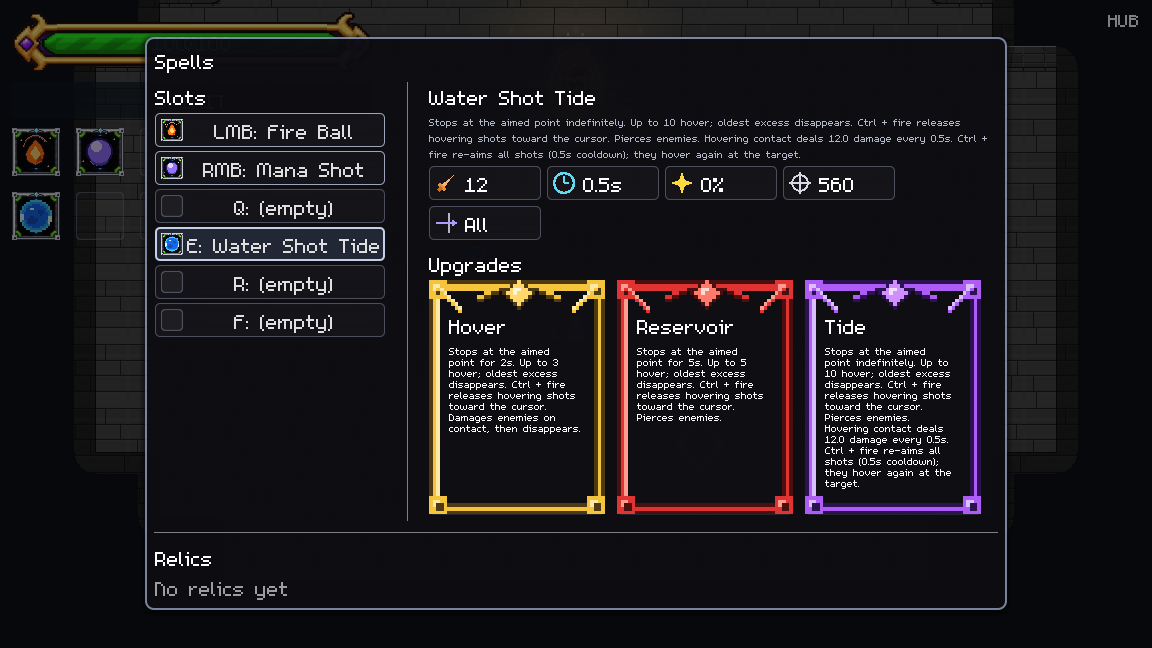 HUB
Spells
Slots
LMB: Fire Ball
RMB: Mana Shot
Q: (empty)
E: Water Shot Tide
R: (empty)
F: (empty)
Water Shot Tide
Stops at the aimed point indefinitely. Up to 10 hover; oldest excess disappears. Ctrl + fire releases
hovering shots toward the cursor. Pierces enemies. Hovering contact deals 12.0 damage every 0.5s. Ctrl +
fire re-aims all shots (0.5s cooldown); they hover again at the target.
12
0.5s
0%
560
All
Upgrades
Hover
Stops at the aimed
point for 2s. Up to 3
hover; oldest excess
disappears. Ctrl + fire
releases hovering shots
toward the cursor.
Damages enemies on
contact, then disappears.
Reservoir
Stops at the aimed
point for 5s. Up to 5
hover; oldest excess
disappears. Ctrl + fire
releases hovering shots
toward the cursor.
Pierces enemies.
Tide
Stops at the aimed
point indefinitely. Up to
10 hover; oldest excess
disappears. Ctrl + fire
releases hovering shots
toward the cursor.
Pierces enemies.
Hovering contact deals
12.0 damage every 0.5s.
Ctrl + fire re-aims all
shots (0.5s cooldown);
they hover again at the
target.
Relics
No relics yet